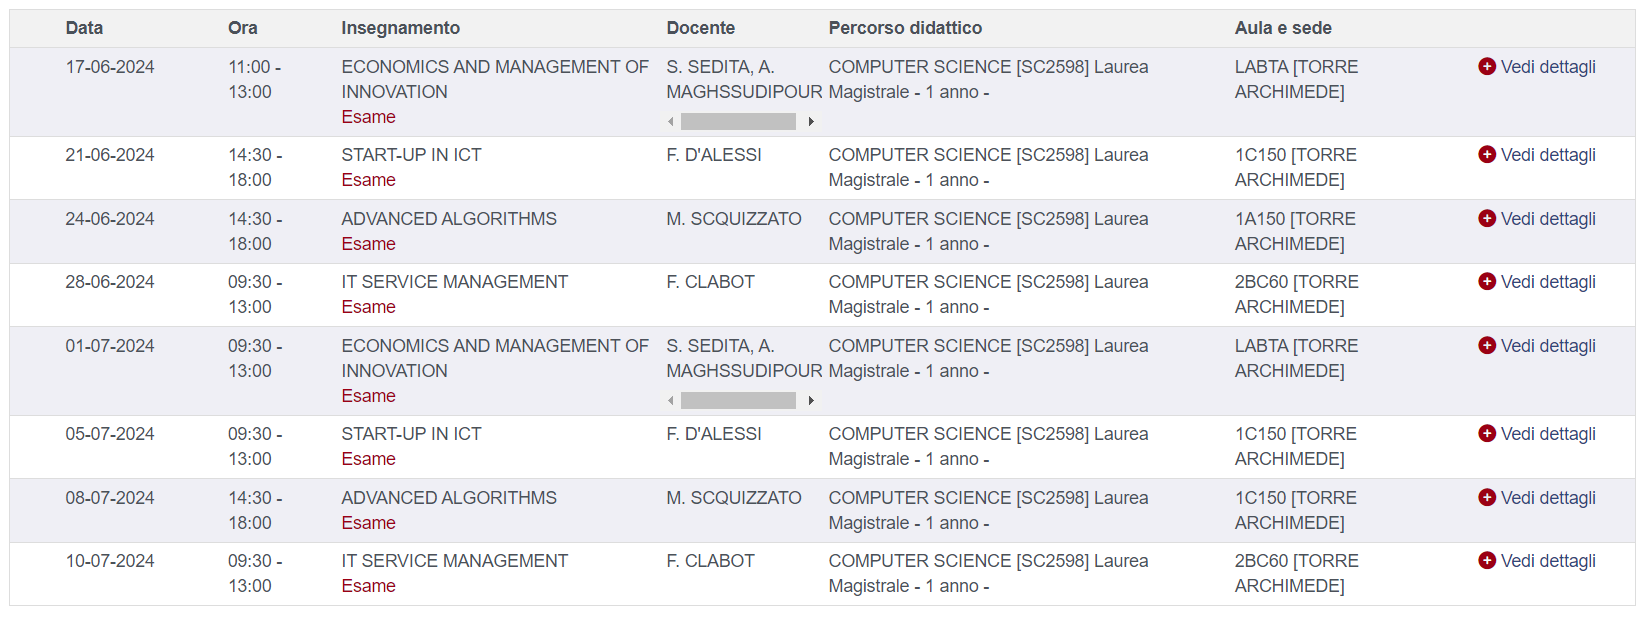 Data Ora Insegnamento Docente Percorso didattico Aula e sede
17-06-2024 11:00 - ECONOMICS AND MANAGEMENT OF S. SEDITA, A. COMPUTER SCIENCE [SC2598] Laurea LABTA [TORRE Vedi dettagli
13:00 INNOVATION MAGHSSUDIPOUR Magistrale - 1 anno - ARCHIMEDE]
Esame
21-06-2024 14:30 - START-UP IN ICT F. D'ALESSI COMPUTER SCIENCE [SC2598] Laurea 1C150 [TORRE Vedi dettagli
18:00 Esame Magistrale - 1 anno - ARCHIMEDE]
24-06-2024 14:30 - ADVANCED ALGORITHMS M. SCQUIZZATO COMPUTER SCIENCE [SC2598] Laurea 1A150 [TORRE Vedi dettagli
18:00 Esame Magistrale - 1 anno - ARCHIMEDE]
28-06-2024 09:30 - IT SERVICE MANAGEMENT F. CLABOT COMPUTER SCIENCE [SC2598] Laurea 2BC60 [TORRE Vedi dettagli
13:00 Esame Magistrale - 1 anno - ARCHIMEDE]
01-07-2024 09:30 - ECONOMICS AND MANAGEMENT OF S. SEDITA, A. COMPUTER SCIENCE [SC2598] Laurea LABTA [TORRE Vedi dettagli
13:00 INNOVATION MAGHSSUDIPOUR Magistrale - 1 anno - ARCHIMEDE]
Esame
05-07-2024 09:30 - START-UP IN ICT F. D'ALESSI COMPUTER SCIENCE [SC2598] Laurea 1C150 [TORRE Vedi dettagli
13:00 Esame Magistrale - 1 anno - ARCHIMEDE]
08-07-2024 14:30 - ADVANCED ALGORITHMS M. SCQUIZZATO COMPUTER SCIENCE [SC2598] Laurea 1C150 [TORRE Vedi dettagli
18:00 Esame Magistrale - 1 anno - ARCHIMEDE]
10-07-2024 09:30 - IT SERVICE MANAGEMENT F. CLABOT COMPUTER SCIENCE [SC2598] Laurea 2BC60 [TORRE Vedi dettagli
13:00 Esame Magistrale - 1 anno - ARCHIMEDE]